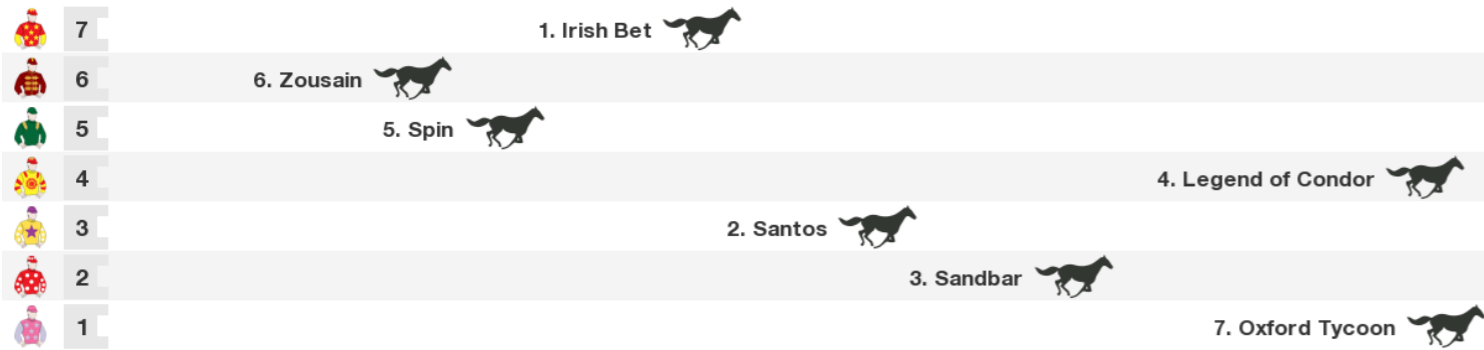 7 1. Irish Bet
6 6. Zousain
5 5. Spin
4 4. Legend of Condor
3 2. Santos
2 3. Sandbar
1 7. Oxford Tycoon